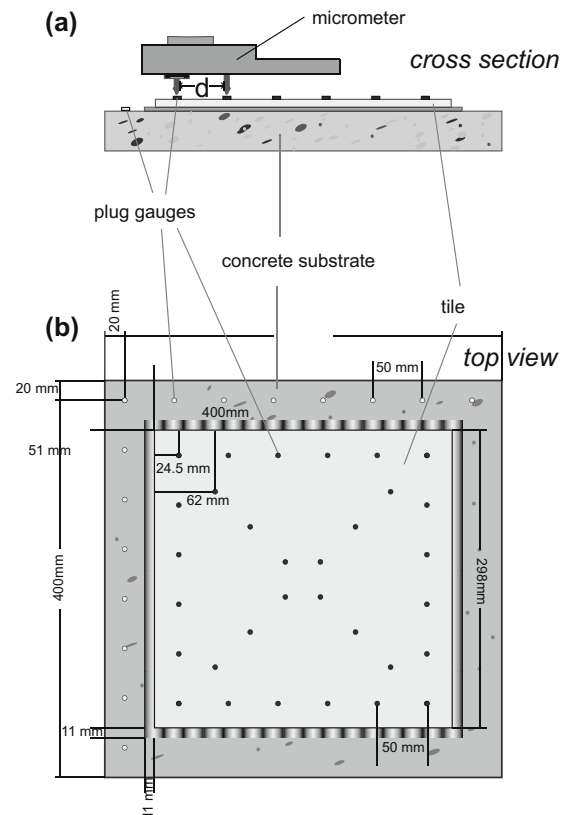 (a)
micrometer
cross section
d
plug gauges
concrete substrate
tile
(b)
20 mm
top view
20 mm
50 mm
400mm
51 mm
24.5 mm
62 mm
400mm
298mm
11 mm
50 mm
11 mm